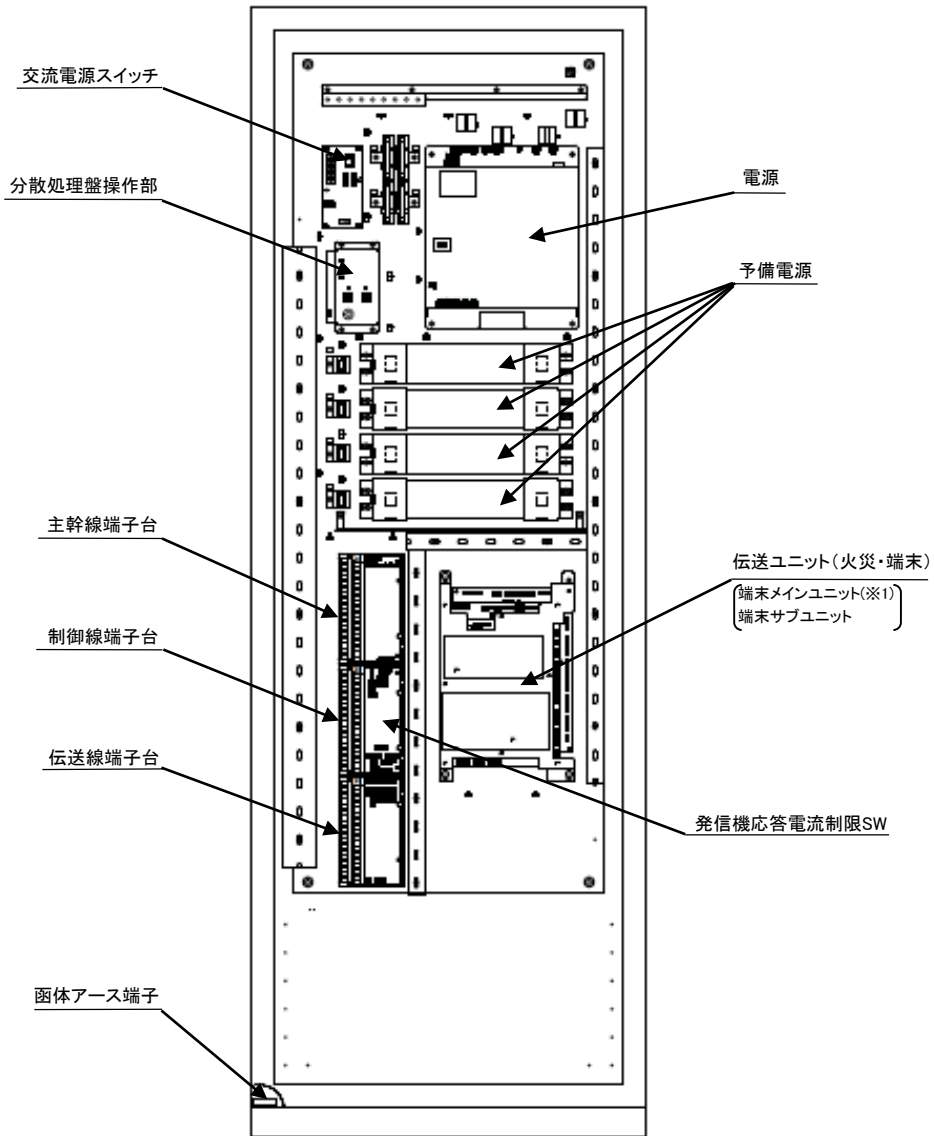 交流電源スイッチ
分散処理盤操作部
電源
予備電源
主幹線端子台
伝送ユニット(火災・端末)
端末メインユニット(※1)
端末サブユニット
制御線端子台
伝送線端子台
発信機応答電流制限SW
函体アース端子